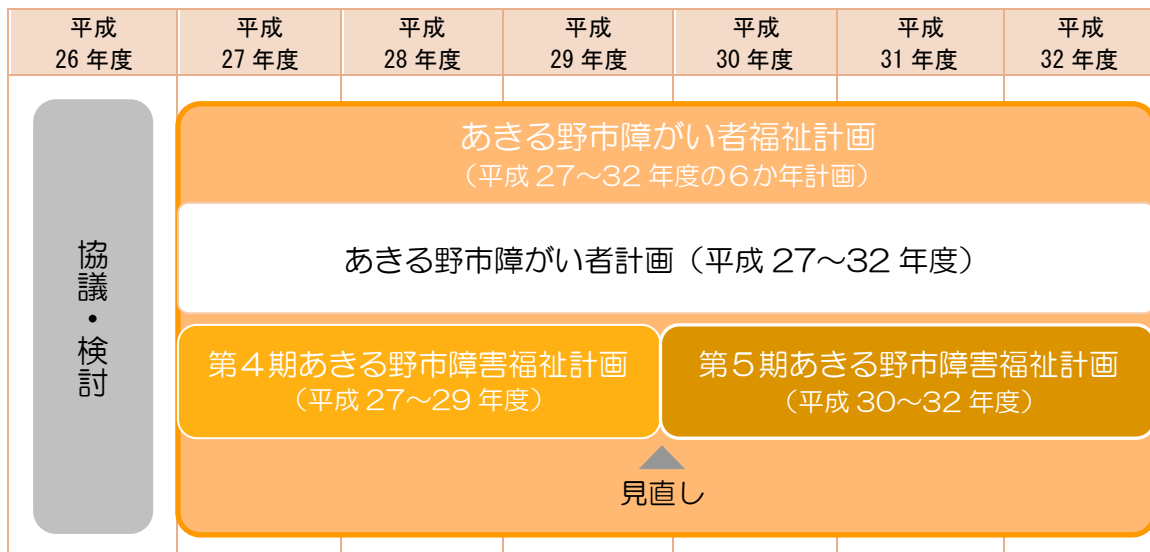 平成
26 年度
平成
27 年度
平成
28 年度
平成
29 年度
平成
30 年度
平成
31 年度
平成
32 年度
協議・検討
あきる野市障がい者福祉計画
（平成 27～32 年度の６か年計画）
あきる野市障がい者計画（平成 27～32 年度）
第４期あきる野市障害福祉計画
（平成 27～29 年度）
第５期あきる野市障害福祉計画
（平成 30～32 年度）
見直し